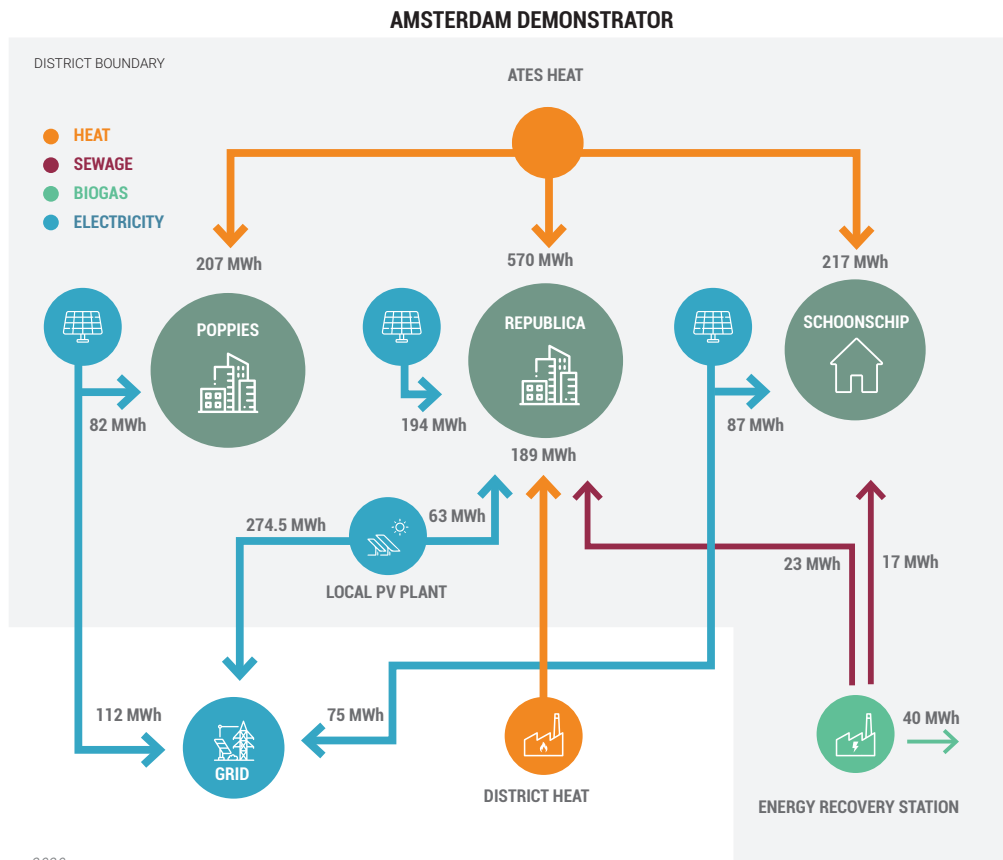 AMSTERDAM DEMONSTRATOR
DISTRICT BOUNDARY
ATES HEAT
HEAT
SEWAGE
BIOGAS
ELECTRICITY
207 MWh
570 MWh
217 MWh
POPPIES
REPUBLICA
SCHOONSCHIP
82 MWh
194 MWh
87 MWh
189 MWh
274.5 MWh
63 MWh
LOCAL PV PLANT
23 MWh
17 MWh
112 MWh
75 MWh
40 MWh
GRID
DISTRICT HEAT
ENERGY RECOVERY STATION